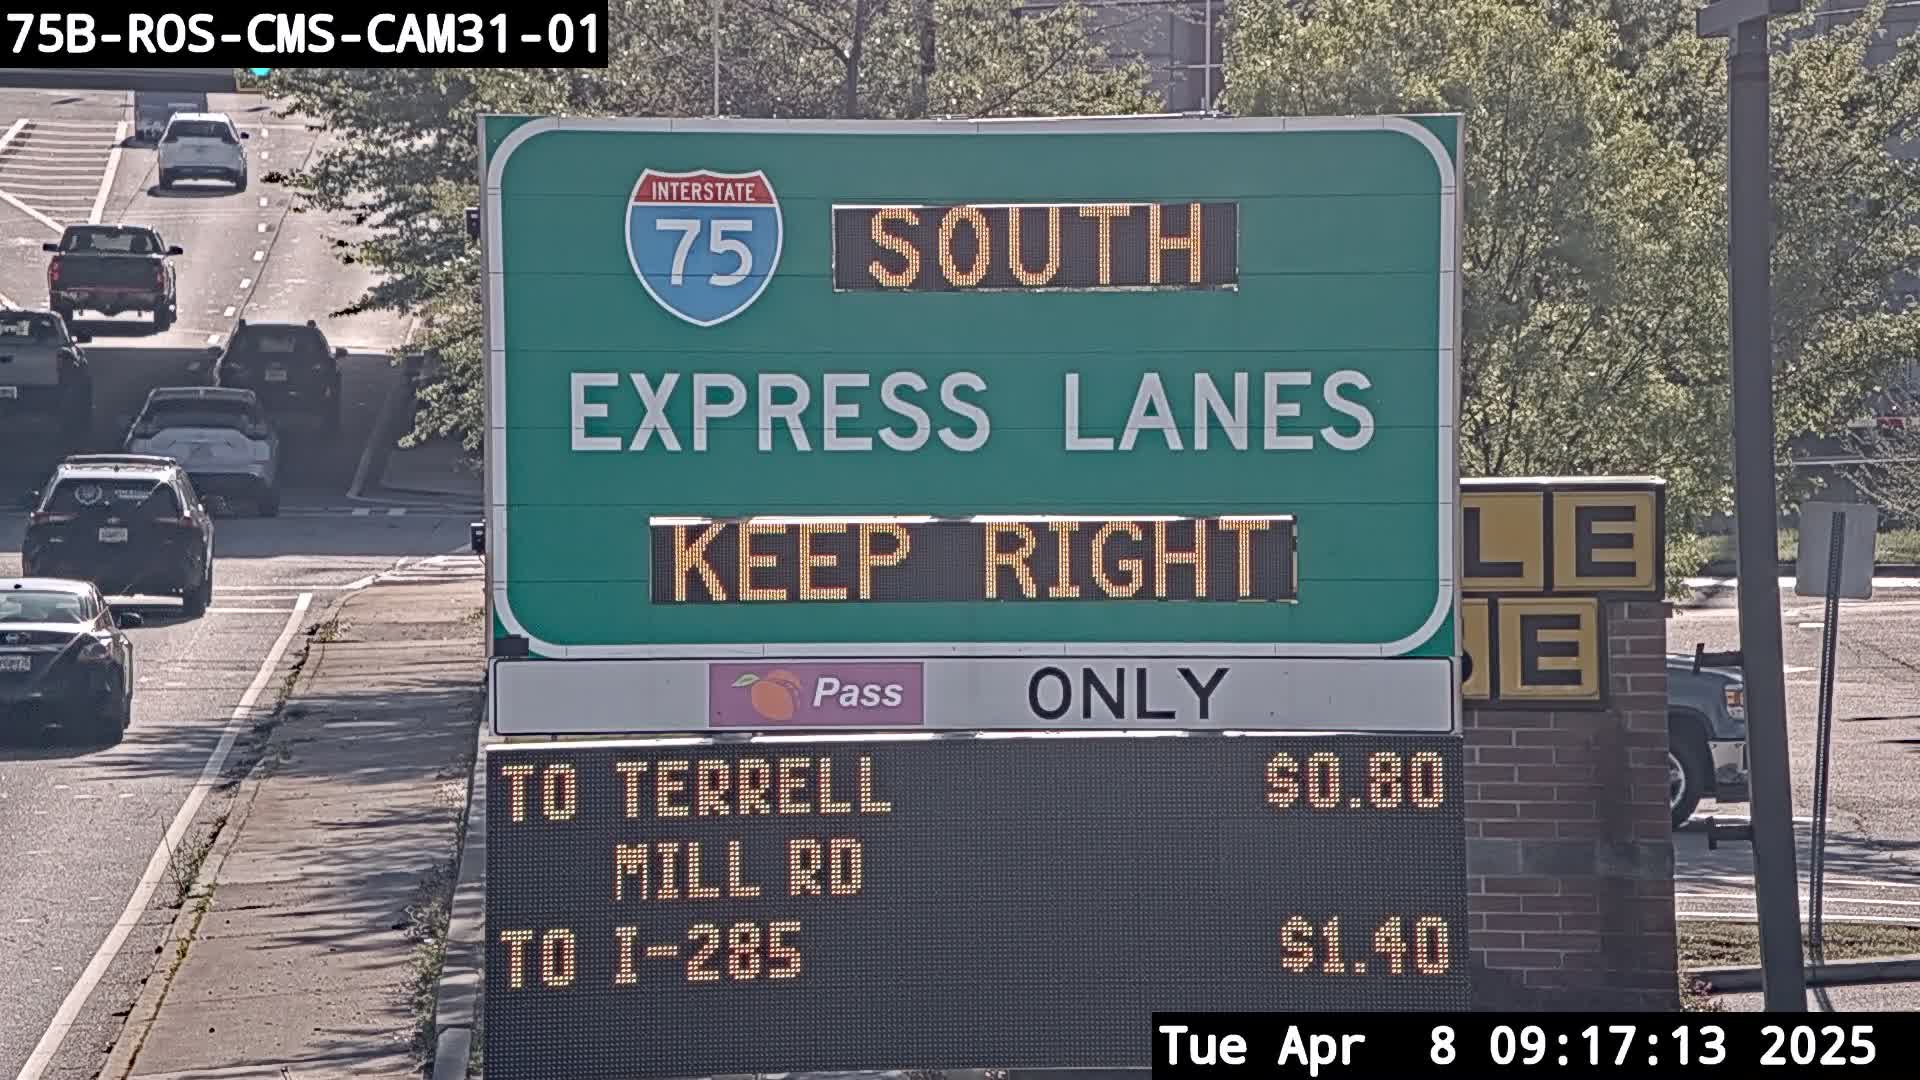 75B-ROS-CMS-CAM31-01
INTERSTATE
75
SOUTH
EXPRESS LANES
KEEP RIGHT
LE
E
Pass ONLY
TO TERRELL $0.80
MILL RD
TO I-285 $1.40
Tue Apr 8 09:17:13 2025